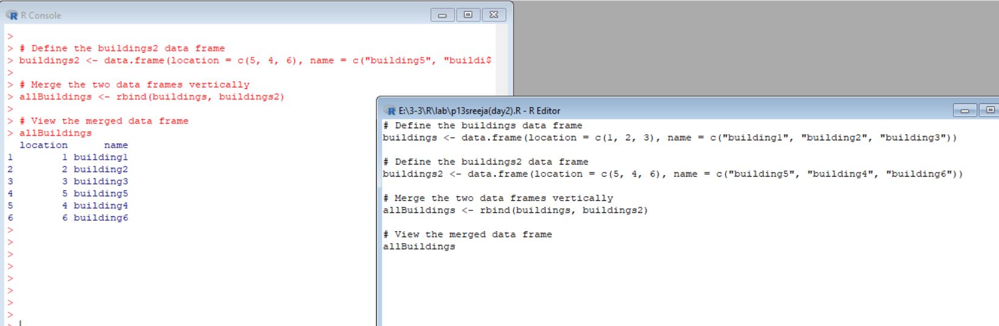 R Console
>
> # Define the buildings2 data frame
> buildings2 <- data.frame(location = c(5, 4, 6), name = c("building5", "buildi$
>
> # Merge the two data frames vertically
> allBuildings <- rbind(buildings, buildings2)
>
> # View the merged data frame
> allBuildings
  location      name
1        1 building1
2        2 building2
3        3 building3
4        5 building5
5        4 building4
6        6 building6
>
>
>
>
>
>
>
>
>
E:\3-3\R\lab\p13sreeja(day2).R - R Editor
# Define the buildings data frame
buildings <- data.frame(location = c(1, 2, 3), name = c("building1", "building2", "building3"))
# Define the buildings2 data frame
buildings2 <- data.frame(location = c(5, 4, 6), name = c("building5", "building4", "building6"))
# Merge the two data frames vertically
allBuildings <- rbind(buildings, buildings2)
# View the merged data frame
allBuildings